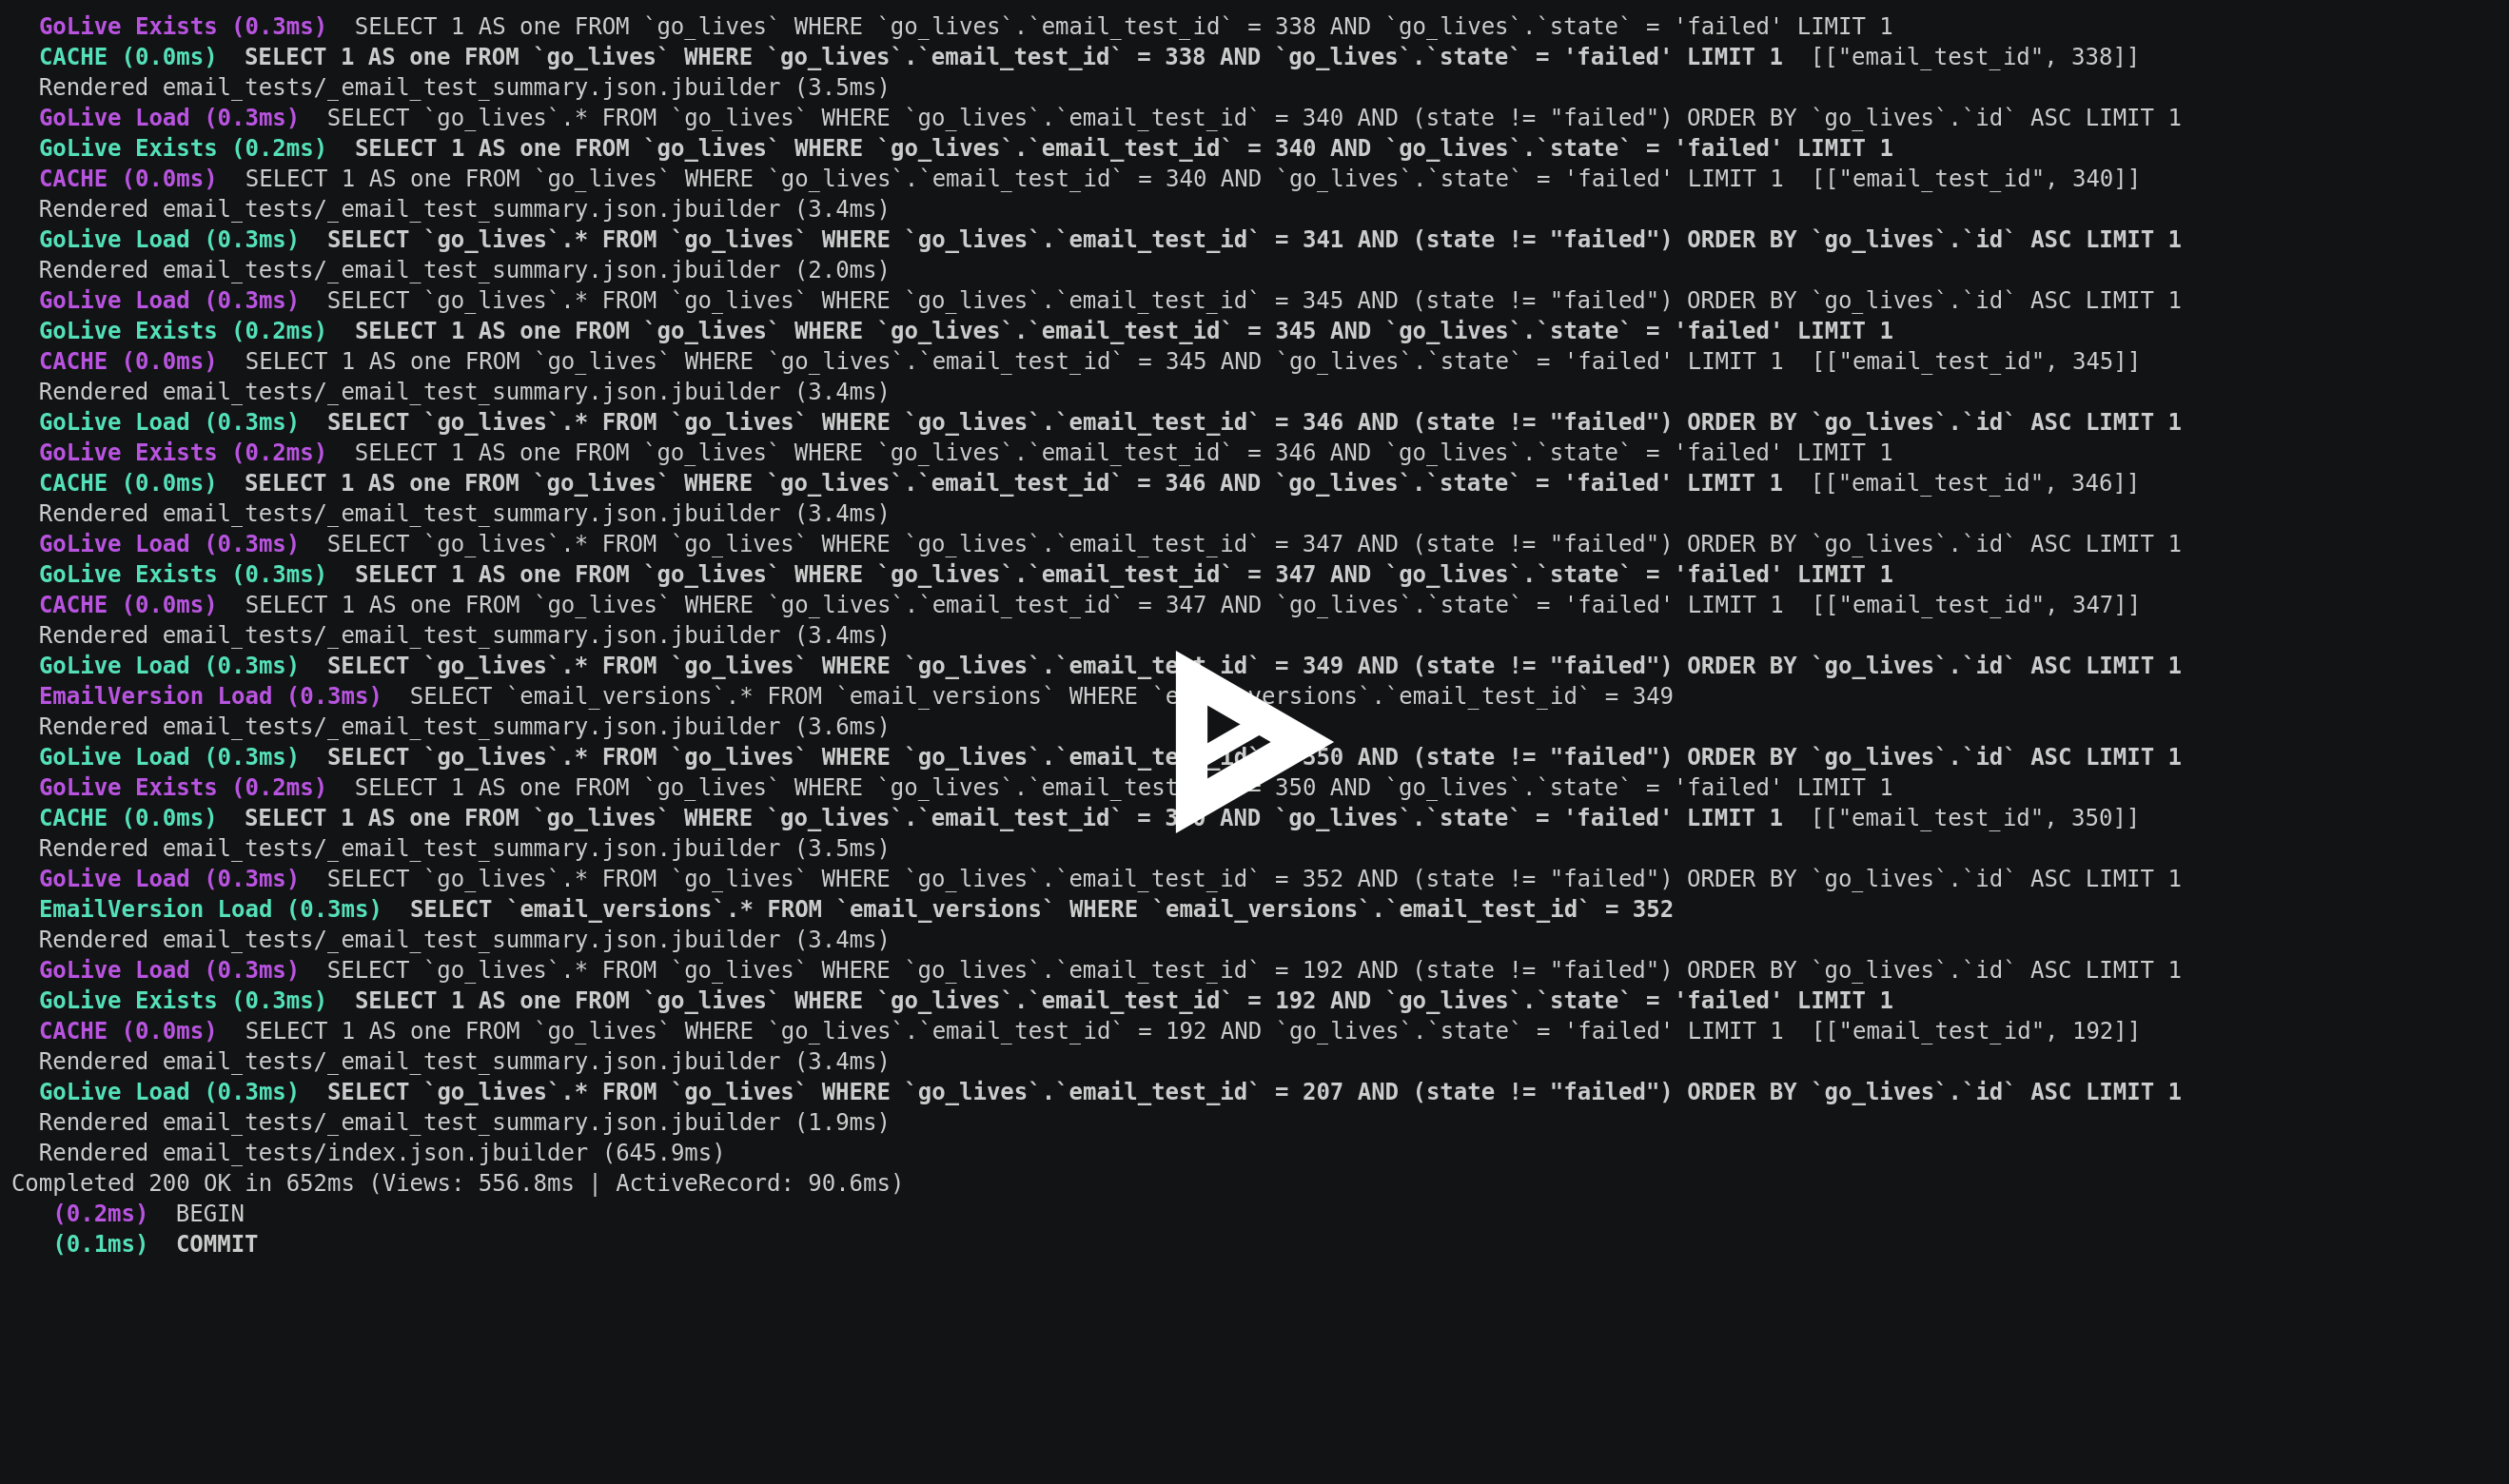 GoLive Exists (0.3ms)  SELECT 1 AS one FROM `go_lives` WHERE `go_lives`.`email_test_id` = 338 AND `go_lives`.`state` = 'failed' LIMIT 1
CACHE (0.0ms)  SELECT 1 AS one FROM `go_lives` WHERE `go_lives`.`email_test_id` = 338 AND `go_lives`.`state` = 'failed' LIMIT 1  [["email_test_id", 338]]
Rendered email_tests/_email_test_summary.json.jbuilder (3.5ms)
GoLive Load (0.3ms)  SELECT `go_lives`.* FROM `go_lives` WHERE `go_lives`.`email_test_id` = 340 AND (state != "failed") ORDER BY `go_lives`.`id` ASC LIMIT 1
GoLive Exists (0.2ms)  SELECT 1 AS one FROM `go_lives` WHERE `go_lives`.`email_test_id` = 340 AND `go_lives`.`state` = 'failed' LIMIT 1
CACHE (0.0ms)  SELECT 1 AS one FROM `go_lives` WHERE `go_lives`.`email_test_id` = 340 AND `go_lives`.`state` = 'failed' LIMIT 1  [["email_test_id", 340]]
Rendered email_tests/_email_test_summary.json.jbuilder (3.4ms)
GoLive Load (0.3ms)  SELECT `go_lives`.* FROM `go_lives` WHERE `go_lives`.`email_test_id` = 341 AND (state != "failed") ORDER BY `go_lives`.`id` ASC LIMIT 1
Rendered email_tests/_email_test_summary.json.jbuilder (2.0ms)
GoLive Load (0.3ms)  SELECT `go_lives`.* FROM `go_lives` WHERE `go_lives`.`email_test_id` = 345 AND (state != "failed") ORDER BY `go_lives`.`id` ASC LIMIT 1
GoLive Exists (0.2ms)  SELECT 1 AS one FROM `go_lives` WHERE `go_lives`.`email_test_id` = 345 AND `go_lives`.`state` = 'failed' LIMIT 1
CACHE (0.0ms)  SELECT 1 AS one FROM `go_lives` WHERE `go_lives`.`email_test_id` = 345 AND `go_lives`.`state` = 'failed' LIMIT 1  [["email_test_id", 345]]
Rendered email_tests/_email_test_summary.json.jbuilder (3.4ms)
GoLive Load (0.3ms)  SELECT `go_lives`.* FROM `go_lives` WHERE `go_lives`.`email_test_id` = 346 AND (state != "failed") ORDER BY `go_lives`.`id` ASC LIMIT 1
GoLive Exists (0.2ms)  SELECT 1 AS one FROM `go_lives` WHERE `go_lives`.`email_test_id` = 346 AND `go_lives`.`state` = 'failed' LIMIT 1
CACHE (0.0ms)  SELECT 1 AS one FROM `go_lives` WHERE `go_lives`.`email_test_id` = 346 AND `go_lives`.`state` = 'failed' LIMIT 1  [["email_test_id", 346]]
Rendered email_tests/_email_test_summary.json.jbuilder (3.4ms)
GoLive Load (0.3ms)  SELECT `go_lives`.* FROM `go_lives` WHERE `go_lives`.`email_test_id` = 347 AND (state != "failed") ORDER BY `go_lives`.`id` ASC LIMIT 1
GoLive Exists (0.3ms)  SELECT 1 AS one FROM `go_lives` WHERE `go_lives`.`email_test_id` = 347 AND `go_lives`.`state` = 'failed' LIMIT 1
CACHE (0.0ms)  SELECT 1 AS one FROM `go_lives` WHERE `go_lives`.`email_test_id` = 347 AND `go_lives`.`state` = 'failed' LIMIT 1  [["email_test_id", 347]]
Rendered email_tests/_email_test_summary.json.jbuilder (3.4ms)
GoLive Load (0.3ms)  SELECT `go_lives`.* FROM `go_lives` WHERE `go_lives`.`email_test_id` = 349 AND (state != "failed") ORDER BY `go_lives`.`id` ASC LIMIT 1
EmailVersion Load (0.3ms)  SELECT `email_versions`.* FROM `email_versions` WHERE `email_versions`.`email_test_id` = 349
Rendered email_tests/_email_test_summary.json.jbuilder (3.6ms)
GoLive Load (0.3ms)  SELECT `go_lives`.* FROM `go_lives` WHERE `go_lives`.`email_test_id` = 350 AND (state != "failed") ORDER BY `go_lives`.`id` ASC LIMIT 1
GoLive Exists (0.2ms)  SELECT 1 AS one FROM `go_lives` WHERE `go_lives`.`email_test_id` = 350 AND `go_lives`.`state` = 'failed' LIMIT 1
CACHE (0.0ms)  SELECT 1 AS one FROM `go_lives` WHERE `go_lives`.`email_test_id` = 350 AND `go_lives`.`state` = 'failed' LIMIT 1  [["email_test_id", 350]]
Rendered email_tests/_email_test_summary.json.jbuilder (3.5ms)
GoLive Load (0.3ms)  SELECT `go_lives`.* FROM `go_lives` WHERE `go_lives`.`email_test_id` = 352 AND (state != "failed") ORDER BY `go_lives`.`id` ASC LIMIT 1
EmailVersion Load (0.3ms)  SELECT `email_versions`.* FROM `email_versions` WHERE `email_versions`.`email_test_id` = 352
Rendered email_tests/_email_test_summary.json.jbuilder (3.4ms)
GoLive Load (0.3ms)  SELECT `go_lives`.* FROM `go_lives` WHERE `go_lives`.`email_test_id` = 192 AND (state != "failed") ORDER BY `go_lives`.`id` ASC LIMIT 1
GoLive Exists (0.3ms)  SELECT 1 AS one FROM `go_lives` WHERE `go_lives`.`email_test_id` = 192 AND `go_lives`.`state` = 'failed' LIMIT 1
CACHE (0.0ms)  SELECT 1 AS one FROM `go_lives` WHERE `go_lives`.`email_test_id` = 192 AND `go_lives`.`state` = 'failed' LIMIT 1  [["email_test_id", 192]]
Rendered email_tests/_email_test_summary.json.jbuilder (3.4ms)
GoLive Load (0.3ms)  SELECT `go_lives`.* FROM `go_lives` WHERE `go_lives`.`email_test_id` = 207 AND (state != "failed") ORDER BY `go_lives`.`id` ASC LIMIT 1
Rendered email_tests/_email_test_summary.json.jbuilder (1.9ms)
Rendered email_tests/index.json.jbuilder (645.9ms)
Completed 200 OK in 652ms (Views: 556.8ms | ActiveRecord: 90.6ms)
(0.2ms)  BEGIN
(0.1ms)  COMMIT